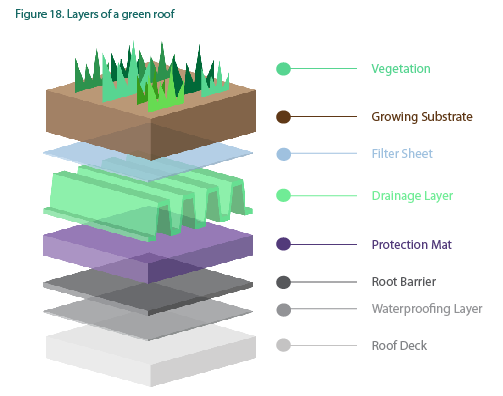 Figure 18. Layers of a green roof
Vegetation
Growing Substrate
Filter Sheet
Drainage Layer
Protection Mat
Root Barrier
Waterproofing Layer
Roof Deck